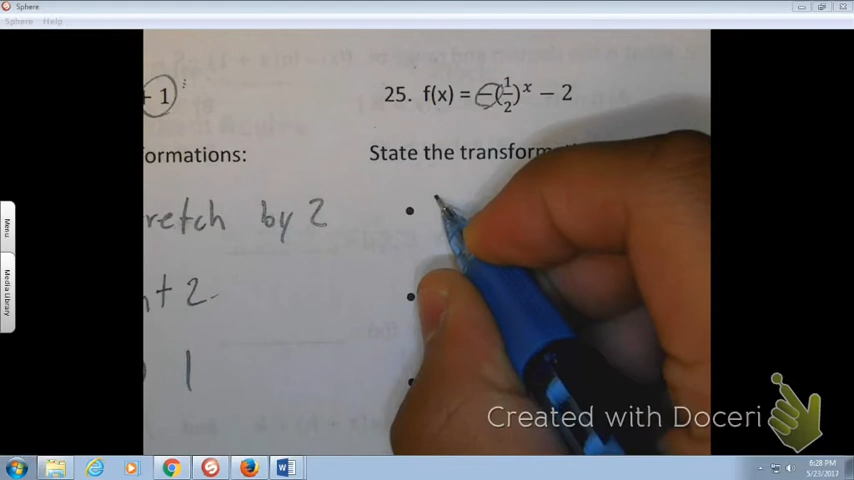 Sphere
Sphere Help
+ 1
25. f(x) = −(1/2)^x − 2
formations:
State the transformat
retch by 2
t 2
1
Menu
Media Library
Created with Doceri
6:28 PM
5/23/2017